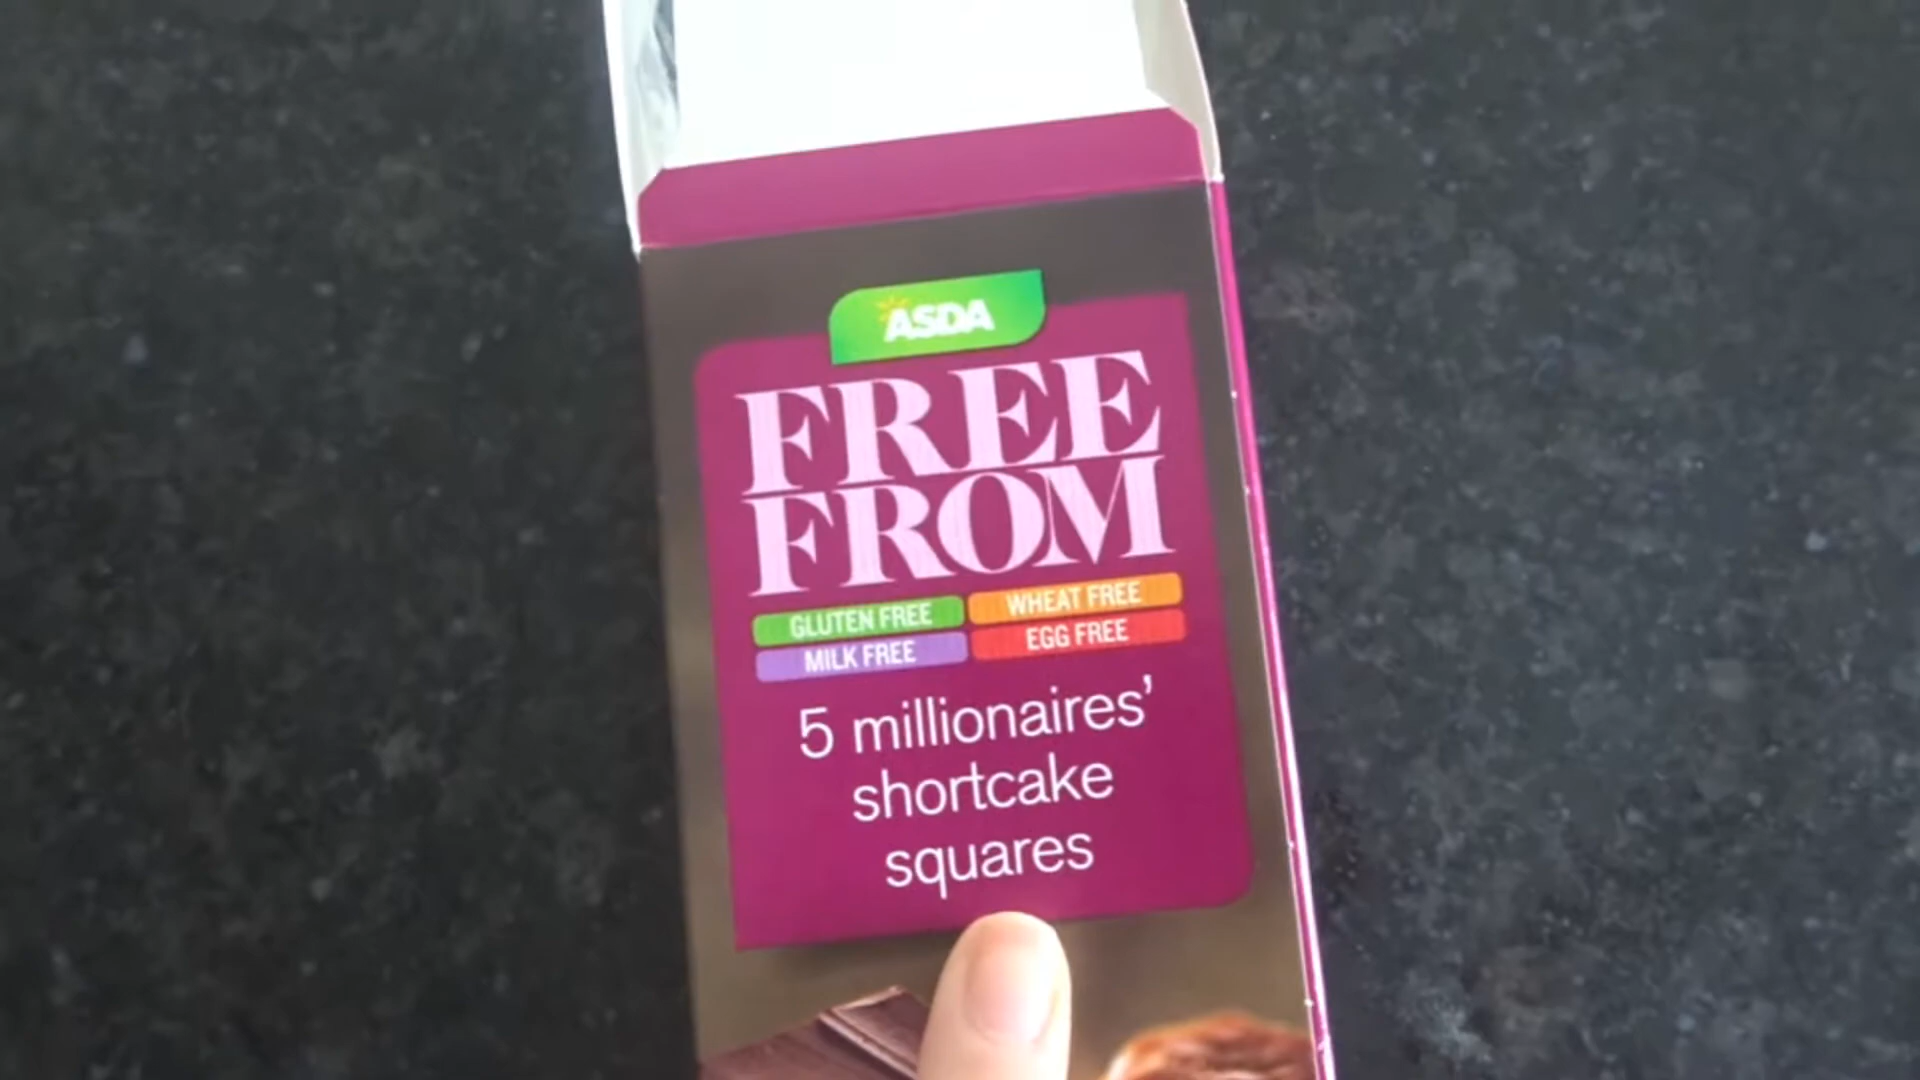 ASDA
FREE
FROM
GLUTEN FREE WHEAT FREE
MILK FREE EGG FREE
5 millionaires’
shortcake
squares